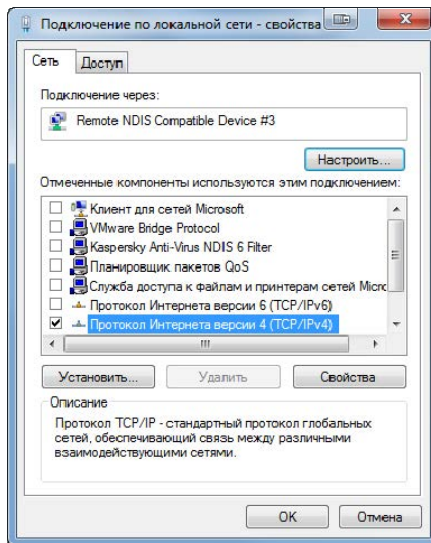 Подключение по локальной сети - свойства
Сеть
Доступ
Подключение через:
Remote NDIS Compatible Device #3
Настроить...
Отмеченные компоненты используются этим подключением:
Клиент для сетей Microsoft
VMware Bridge Protocol
Kaspersky Anti-Virus NDIS 6 Filter
Планировщик пакетов QoS
Служба доступа к файлам и принтерам сетей Micro
Протокол Интернета версии 6 (TCP/IPv6)
Протокол Интернета версии 4 (TCP/IPv4)
Установить...
Удалить
Свойства
Описание
Протокол TCP/IP - стандартный протокол глобальных
сетей, обеспечивающий связь между различными
взаимодействующими сетями.
OK
Отмена